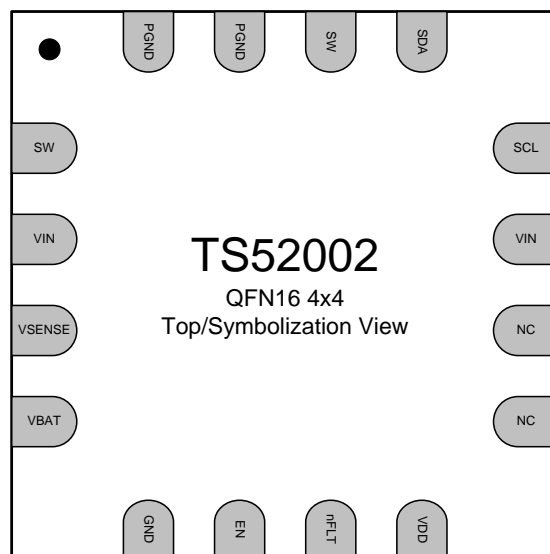 PGND
PGND
SW
SDA
SW
SCL
VIN
VIN
VSENSE
NC
VBAT
NC
TS52002
QFN16 4x4
Top/Symbolization View
GND
EN
nFLT
VDD